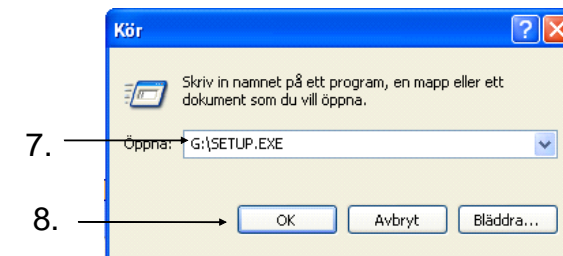 Kör
Skriv in namnet på ett program, en mapp eller ett
dokument som du vill öppna.
7.
Öppna: G:\SETUP.EXE
8.
OK Avbryt Bläddra...